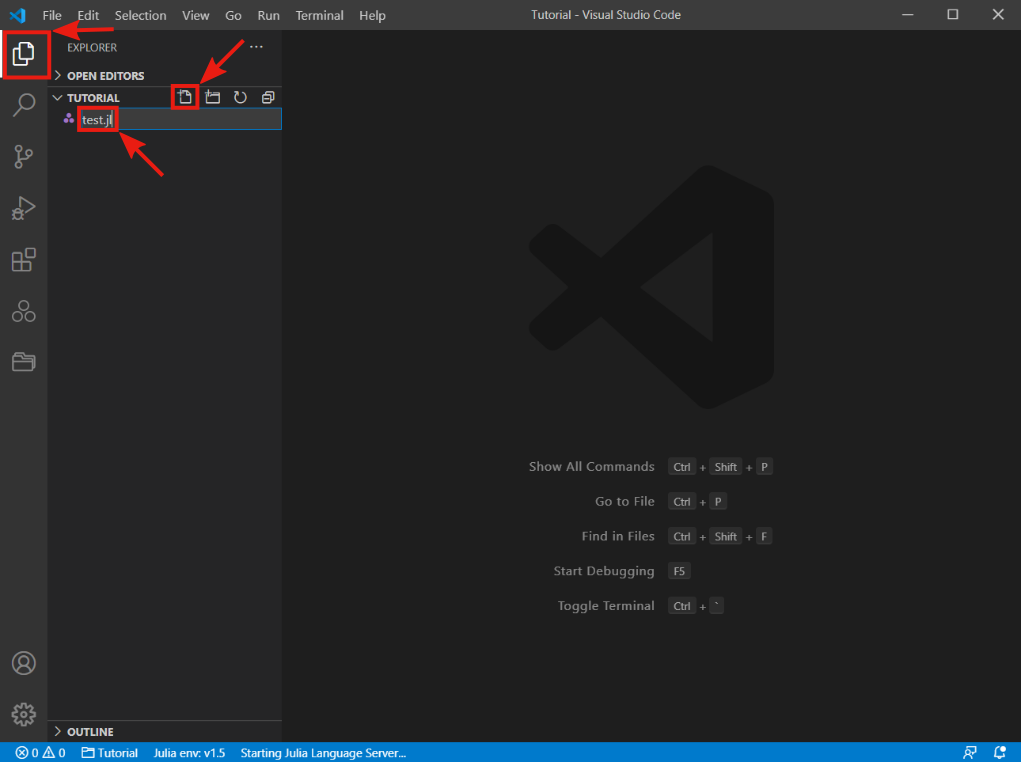 File Edit Selection View Go Run Terminal Help Tutorial - Visual Studio Code
EXPLORER ...
OPEN EDITORS
TUTORIAL
test.jl
Show All Commands Ctrl + Shift + P
Go to File Ctrl + P
Find in Files Ctrl + Shift + F
Start Debugging F5
Toggle Terminal Ctrl + `
OUTLINE
0 0 Tutorial Julia env: v1.5 Starting Julia Language Server...